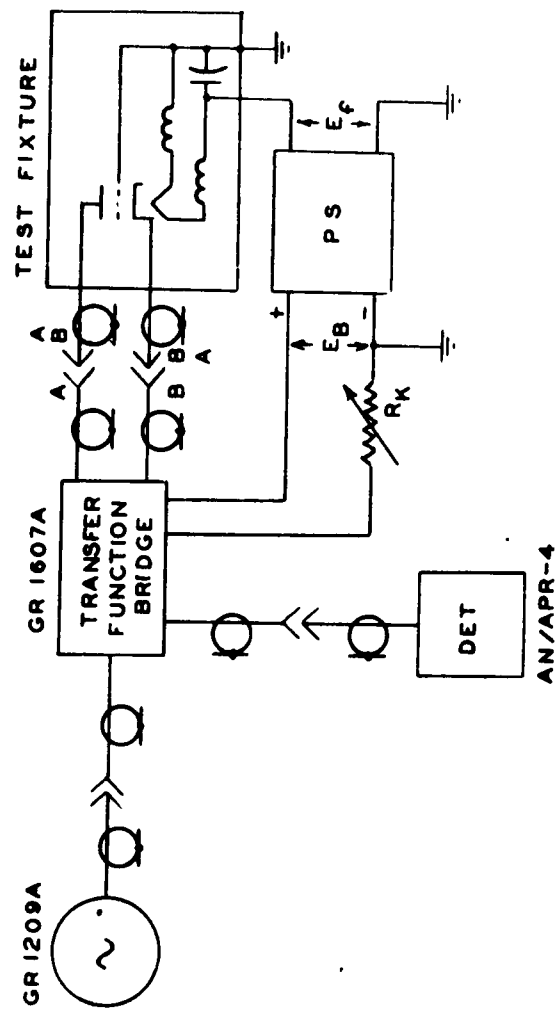 TEST FIXTURE
GR 1607A
TRANSFER
FUNCTION
BRIDGE
A
A
B
B
B
A
+
E_B
-
R_K
PS
E_f
GR 1209A
~
DET
AN/APR-4